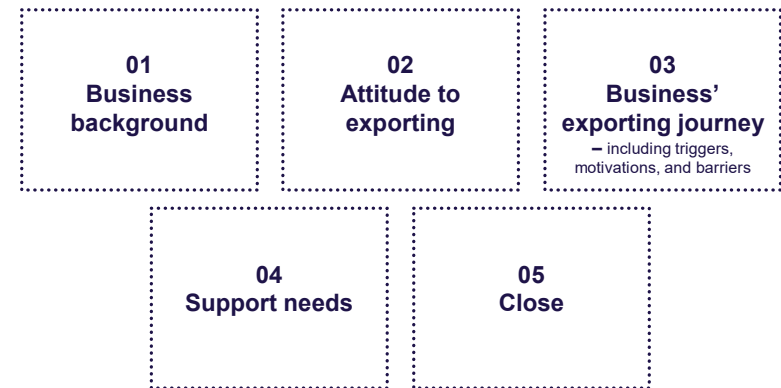 01
Business
background
02
Attitude to
exporting
03
Business’
exporting journey
– including triggers,
motivations, and barriers
04
Support needs
05
Close